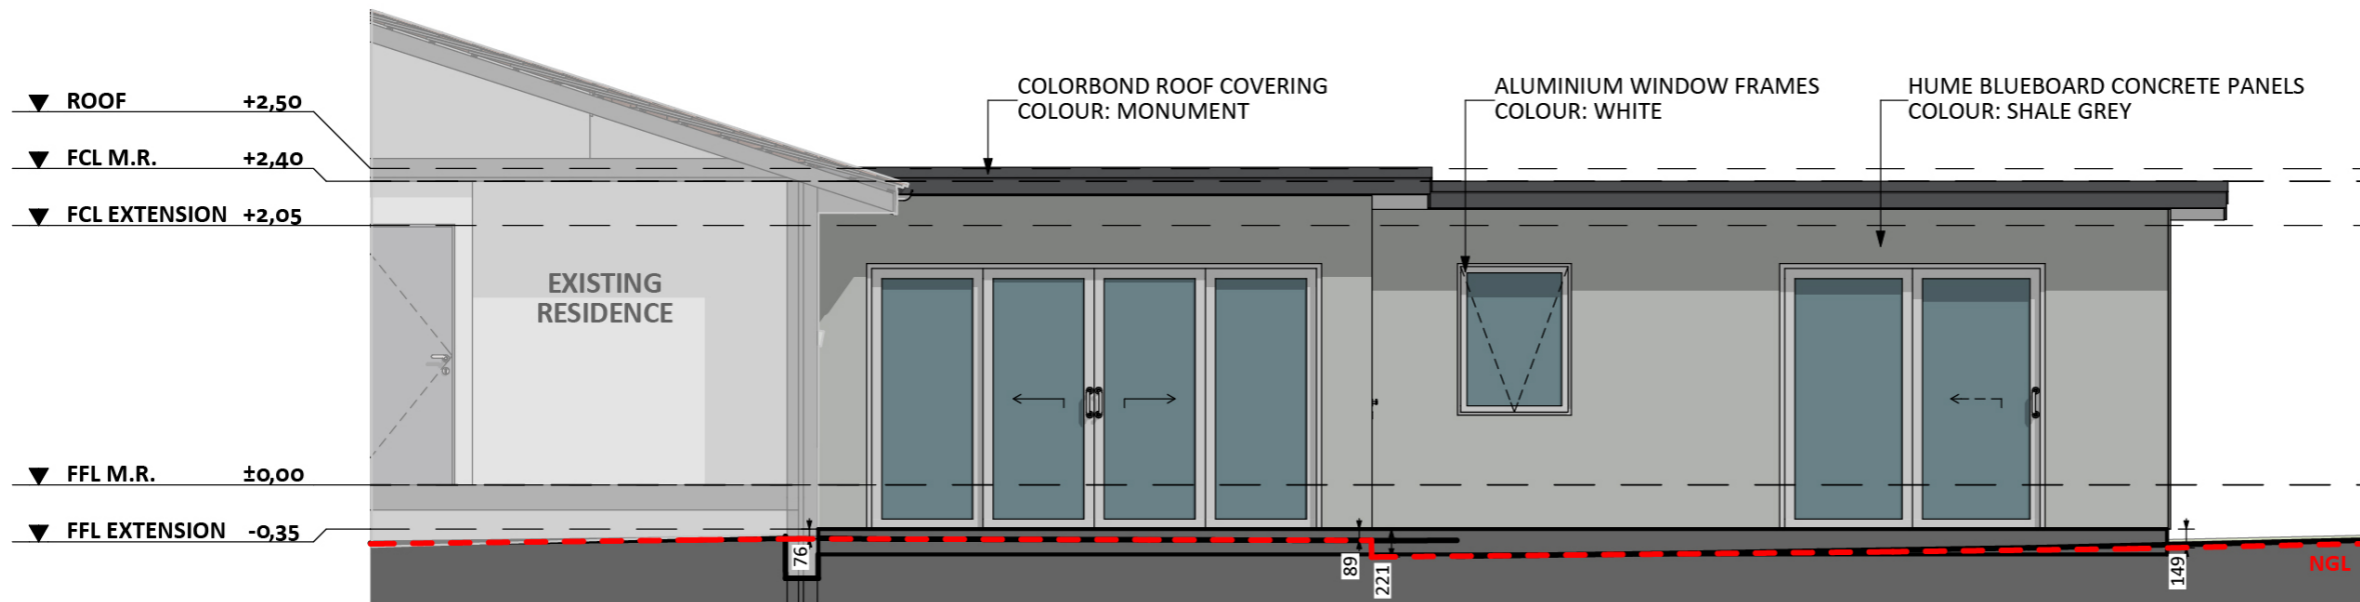 COLORBOND ROOF COVERING
COLOUR: MONUMENT
ALUMINIUM WINDOW FRAMES
COLOUR: WHITE
HUME BLUEBOARD CONCRETE PANELS
COLOUR: SHALE GREY
ROOF +2,50
FCL M.R. +2,40
FCL EXTENSION +2,05
EXISTING
RESIDENCE
FFL M.R. ±0,00
FFL EXTENSION -0,35
76
89
221
149
NGL